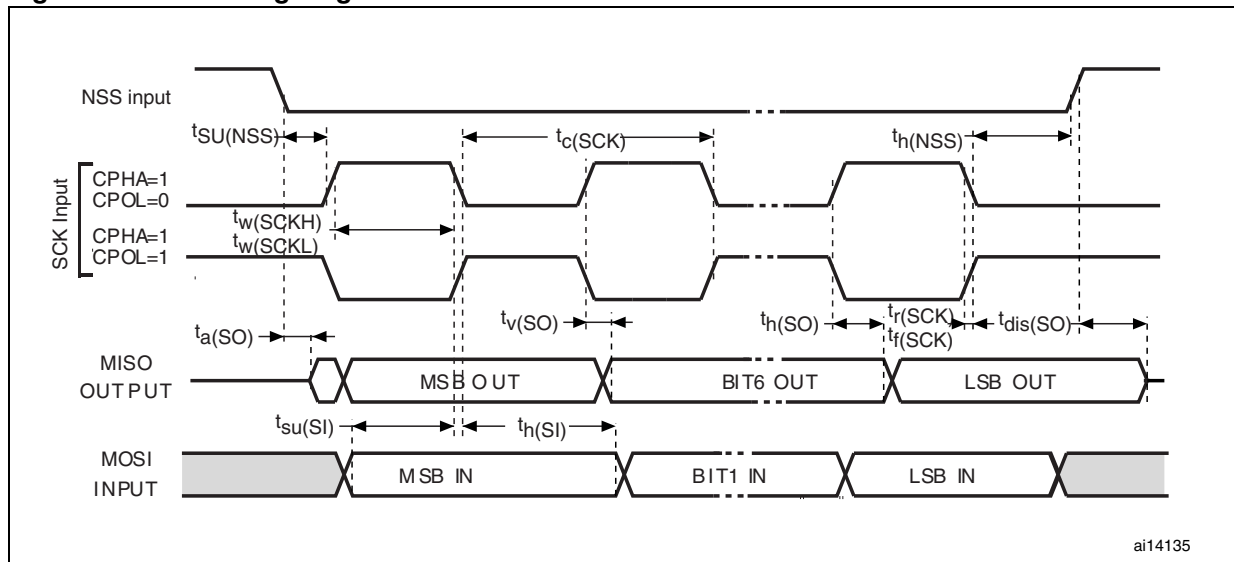 NSS input
tSU(NSS)
tc(SCK)
th(NSS)
SCK Input
CPHA=1
CPOL=0
tw(SCKH)
tw(SCKL)
CPHA=1
CPOL=1
ta(SO)
tv(SO)
th(SO)
tr(SCK)
tf(SCK)
tdis(SO)
MISO
OUTPUT
MSB OUT
BIT6 OUT
LSB OUT
tsu(SI)
th(SI)
MOSI
INPUT
MSB IN
BIT1 IN
LSB IN
ai14135